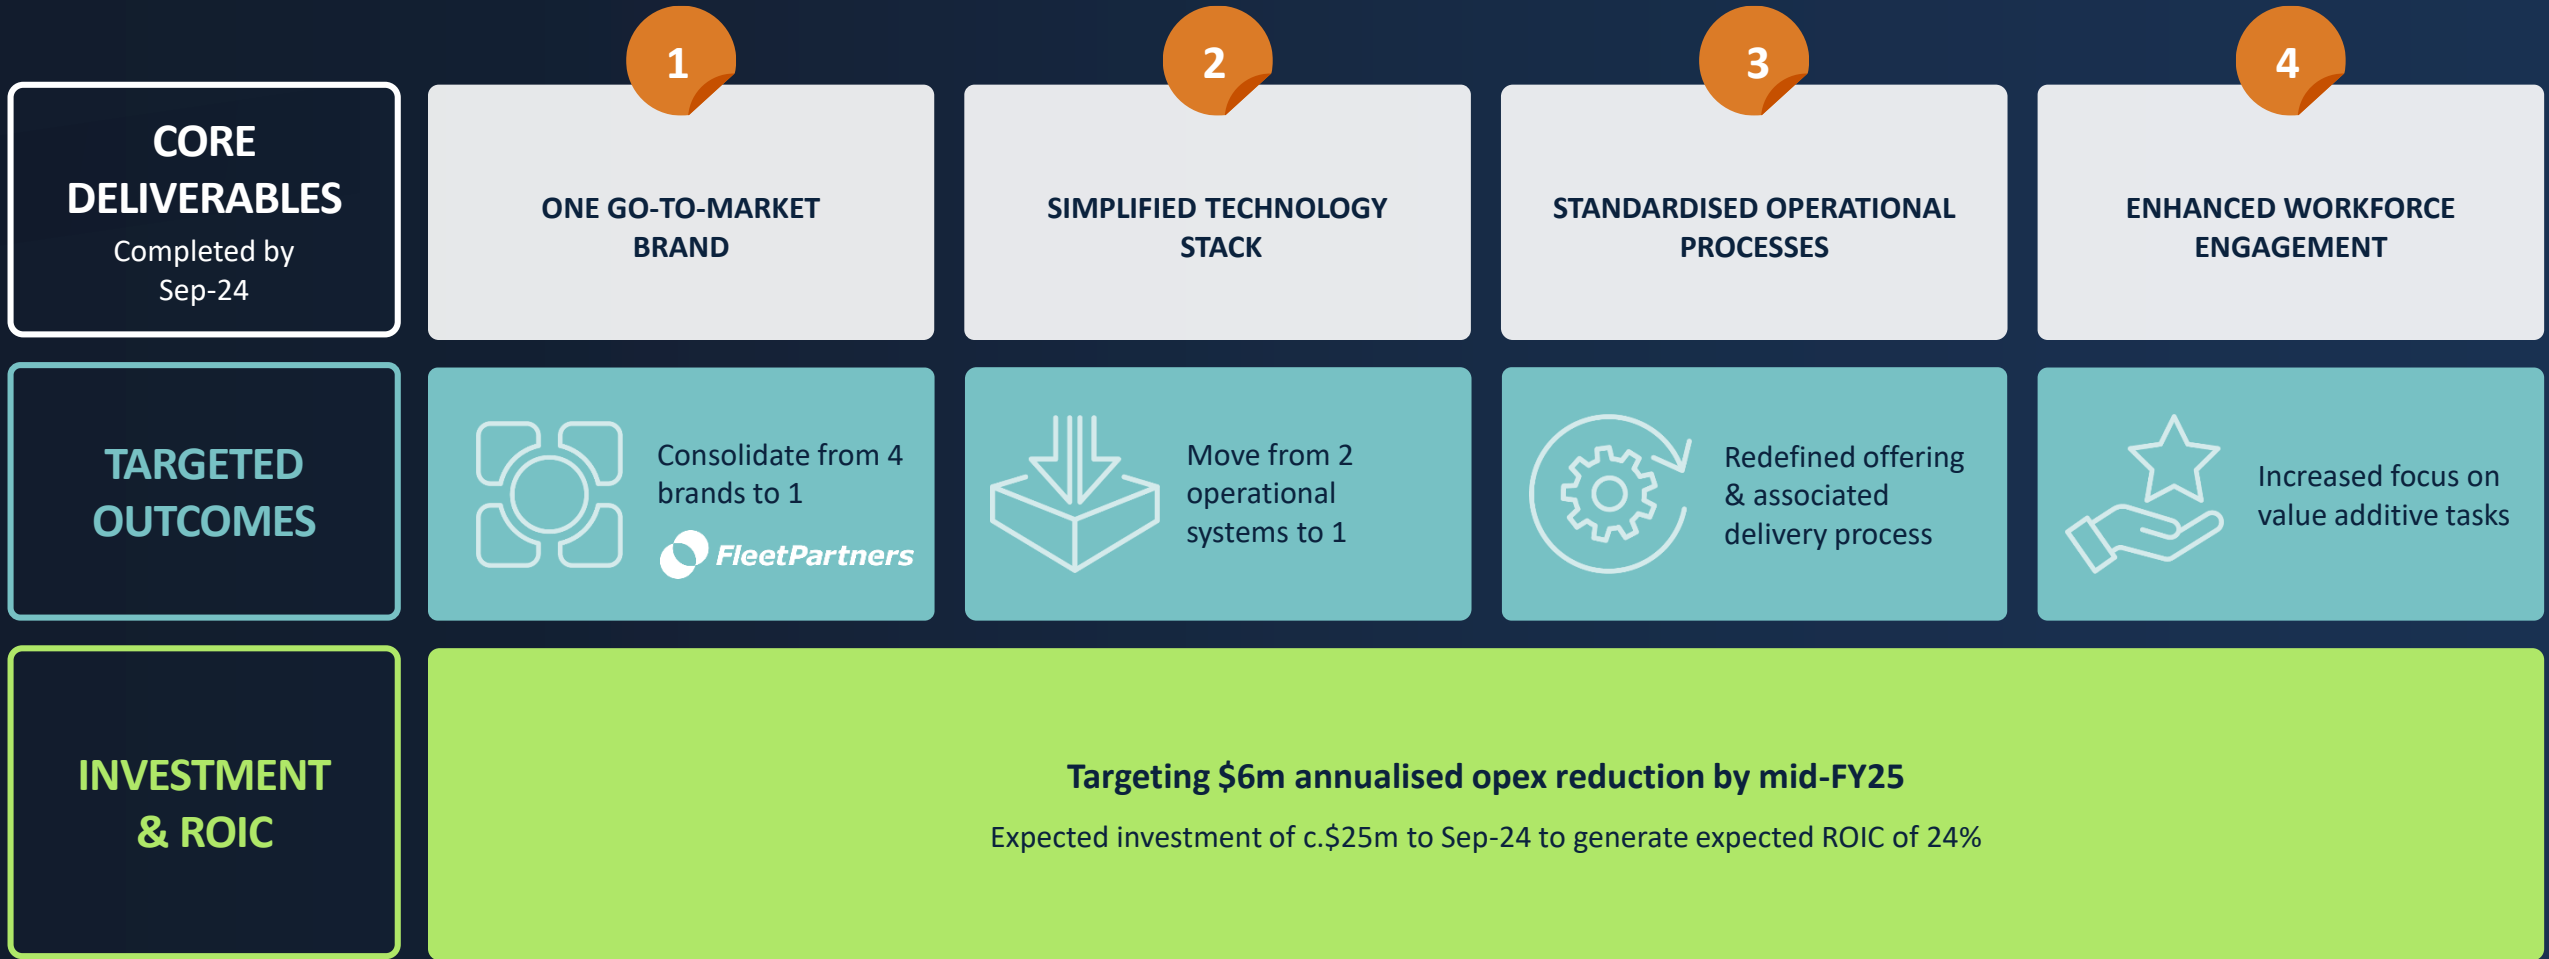 1
2
3
4
CORE
DELIVERABLES
Completed by
Sep-24
ONE GO-TO-MARKET
BRAND
SIMPLIFIED TECHNOLOGY
STACK
STANDARDISED OPERATIONAL
PROCESSES
ENHANCED WORKFORCE
ENGAGEMENT
TARGETED
OUTCOMES
Consolidate from 4
brands to 1
FleetPartners
Move from 2
operational
systems to 1
Redefined offering
& associated
delivery process
Increased focus on
value additive tasks
INVESTMENT
& ROIC
Targeting $6m annualised opex reduction by mid-FY25
Expected investment of c.$25m to Sep-24 to generate expected ROIC of 24%